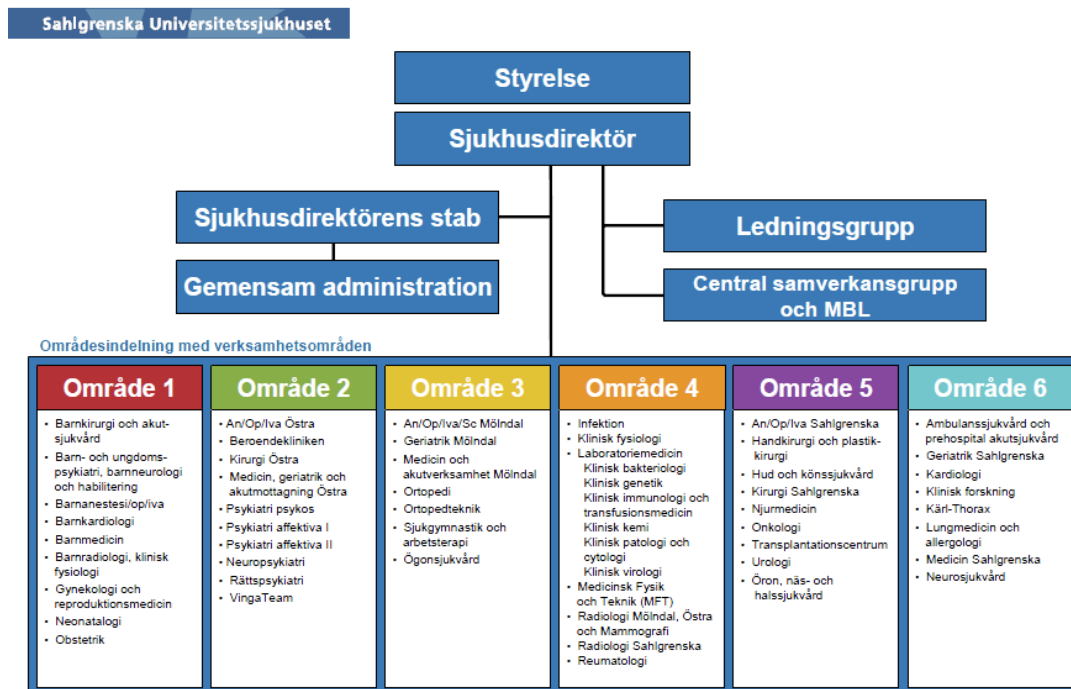 Sahlgrenska Universitetssjukhuset
Styrelse
Sjukhusdirektör
Sjukhusdirektörens stab
Ledningsgrupp
Gemensam administration
Central samverkansgrupp
och MBL
Områdesindelning med verksamhetsområden
Område 1
• Barnkirurgi och akut-
sjukvård
• Barn- och ungdoms-
psykiatri, barnneurologi
och habilitering
• Barnanestesi/op/iva
• Barnkardiologi
• Barnmedicin
• Barnradiologi, klinisk
fysiologi
• Gynekologi och
reproduktionsmedicin
• Neonatalogi
• Obstetrik
Område 2
• An/Op/Iva Östra
• Beroendekliniken
• Kirurgi Östra
• Medicin, geriatrik och
akutmottagning Östra
• Psykiatri psykos
• Psykiatri affektiva I
• Psykiatri affektiva II
• Neuropsykiatri
• Rättspsykiatri
• VingaTeam
Område 3
• An/Op/Iva/Sc Mölndal
• Geriatrik Mölndal
• Medicin och
akutverksamhet Mölndal
• Ortopedi
• Ortopedteknik
• Sjukgymnastik och
arbetsterapi
• Ögonsjukvård
Område 4
• Infektion
• Klinisk fysiologi
• Laboratoriemedicin
Klinisk bakteriologi
Klinisk genetik
Klinisk immunologi och
transfusionsmedicin
Klinisk kemi
Klinisk patologi och
cytologi
Klinisk virologi
• Medicinsk Fysik
och Teknik (MFT)
• Radiologi Mölndal, Östra
och Mammografi
• Radiologi Sahlgrenska
• Reumatologi
Område 5
• An/Op/Iva Sahlgrenska
• Handkirurgi och plastik-
kirurgi
• Hud och könssjukvård
• Kirurgi Sahlgrenska
• Njurmedicin
• Onkologi
• Transplantationscentrum
• Urologi
• Öron, näs- och
halssjukvård
Område 6
• Ambulanssjukvård och
prehospital akutsjukvård
• Geriatrik Sahlgrenska
• Kardiologi
• Klinisk forskning
• Kärl-Thorax
• Lungmedicin och
allergologi
• Medicin Sahlgrenska
• Neurosjukvård